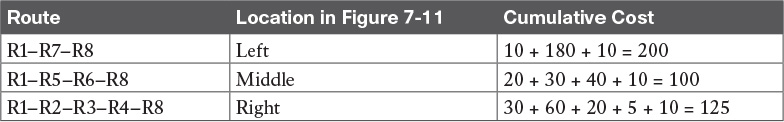 Route Location in Figure 7-11 Cumulative Cost
R1–R7–R8 Left 10 + 180 + 10 = 200
R1–R5–R6–R8 Middle 20 + 30 + 40 + 10 = 100
R1–R2–R3–R4–R8 Right 30 + 60 + 20 + 5 + 10 = 125